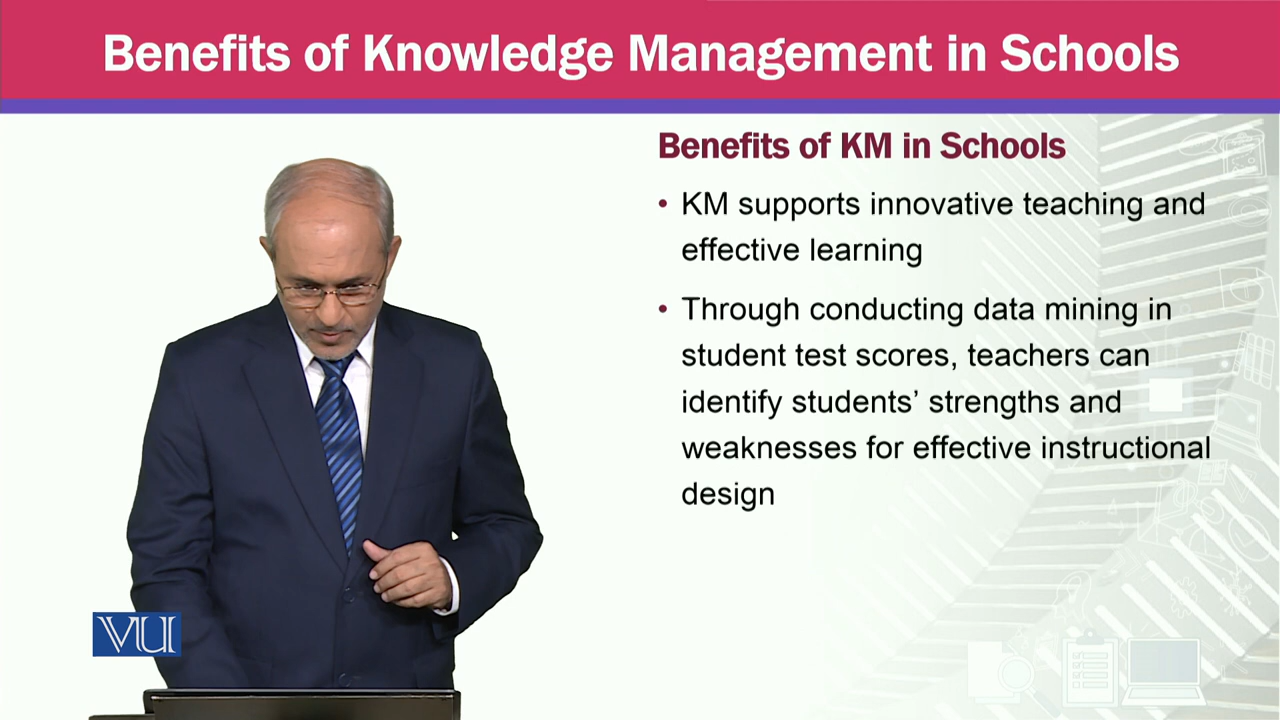 Benefits of Knowledge Management in Schools
Benefits of KM in Schools
• KM supports innovative teaching and
effective learning
• Through conducting data mining in
student test scores, teachers can
identify students’ strengths and
weaknesses for effective instructional
design
VU